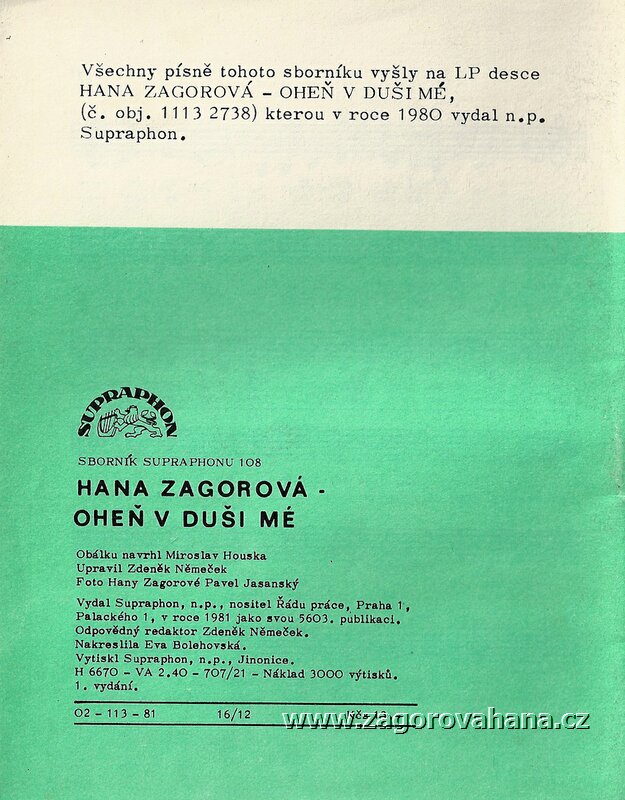 Všechny písně tohoto sborníku vyšly na LP desce
HANA ZAGOROVÁ - OHEŇ V DUŠI MÉ,
(č. obj. 1113 2738) kterou v roce 1980 vydal n.p.
Supraphon.
SUPRAPHON
SBORNÍK SUPRAPHONU 108
HANA ZAGOROVÁ -
OHEŇ V DUŠI MÉ
Obálku navrhl Miroslav Houska
Upravil Zdeněk Němeček
Foto Hany Zagorové Pavel Jasanský
Vydal Supraphon, n.p., nositel Řádu práce, Praha 1,
Palackého 1, v roce 1981 jako svou 5603. publikaci.
Odpovědný redaktor Zdeněk Němeček.
Nakreslila Eva Bolehovská.
Vytiskl Supraphon, n.p., Jinonice.
H 6670 - VA 2.40 - 707/21 - Náklad 3000 výtisků.
1. vydání.
02 - 113 - 81 16/12
www.zagorovahana.cz